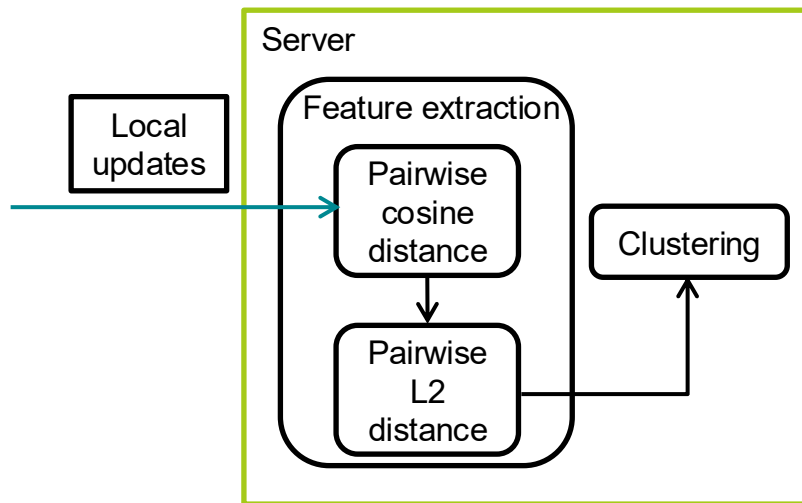 Server
Feature extraction
Local
updates
Pairwise
cosine
distance
Clustering
Pairwise
L2
distance